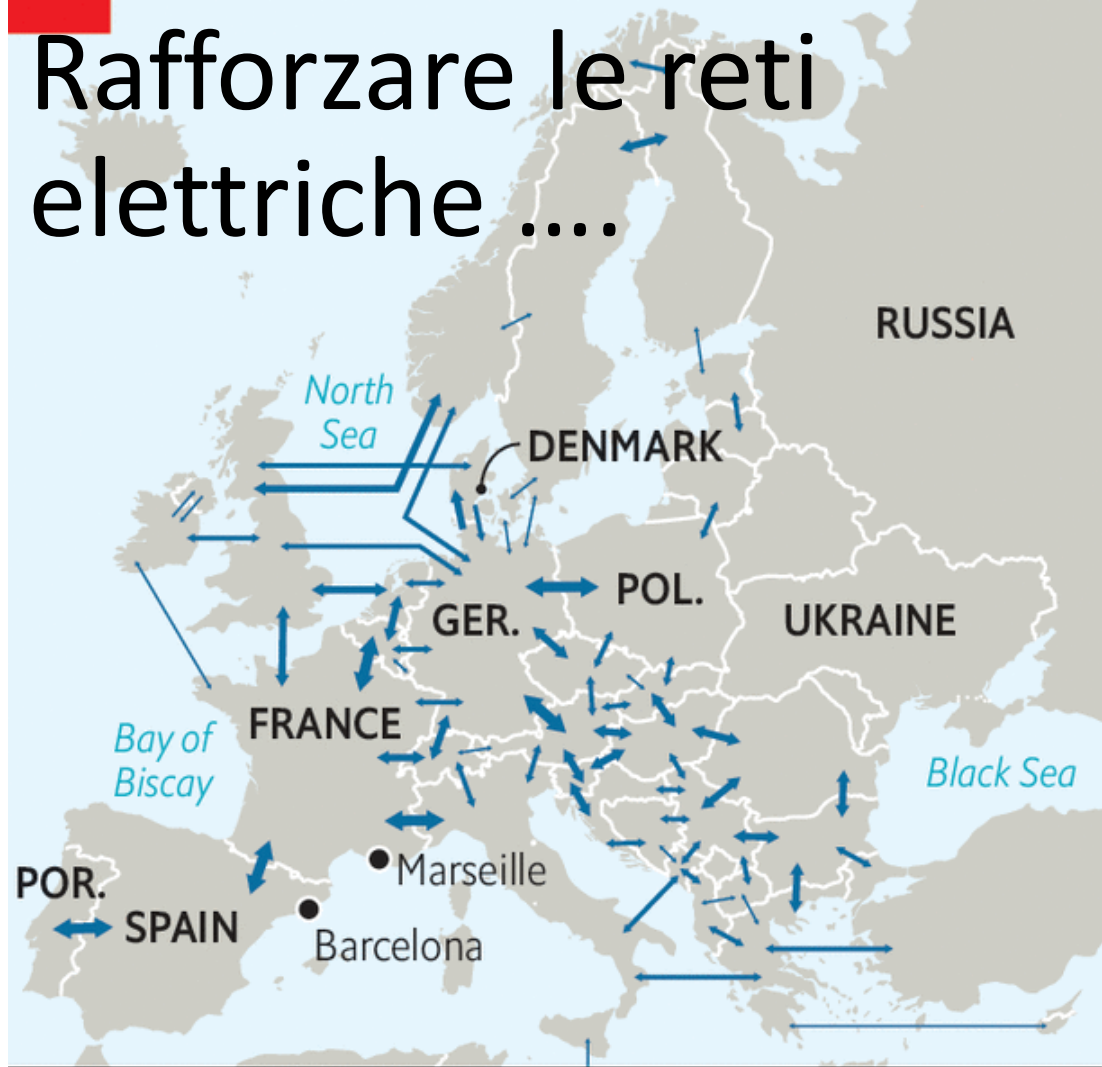 Rafforzare le reti
elettriche ....
RUSSIA
North
Sea
DENMARK
POL.
GER.
UKRAINE
FRANCE
Bay of
Biscay
Black Sea
Marseille
POR.
SPAIN
Barcelona